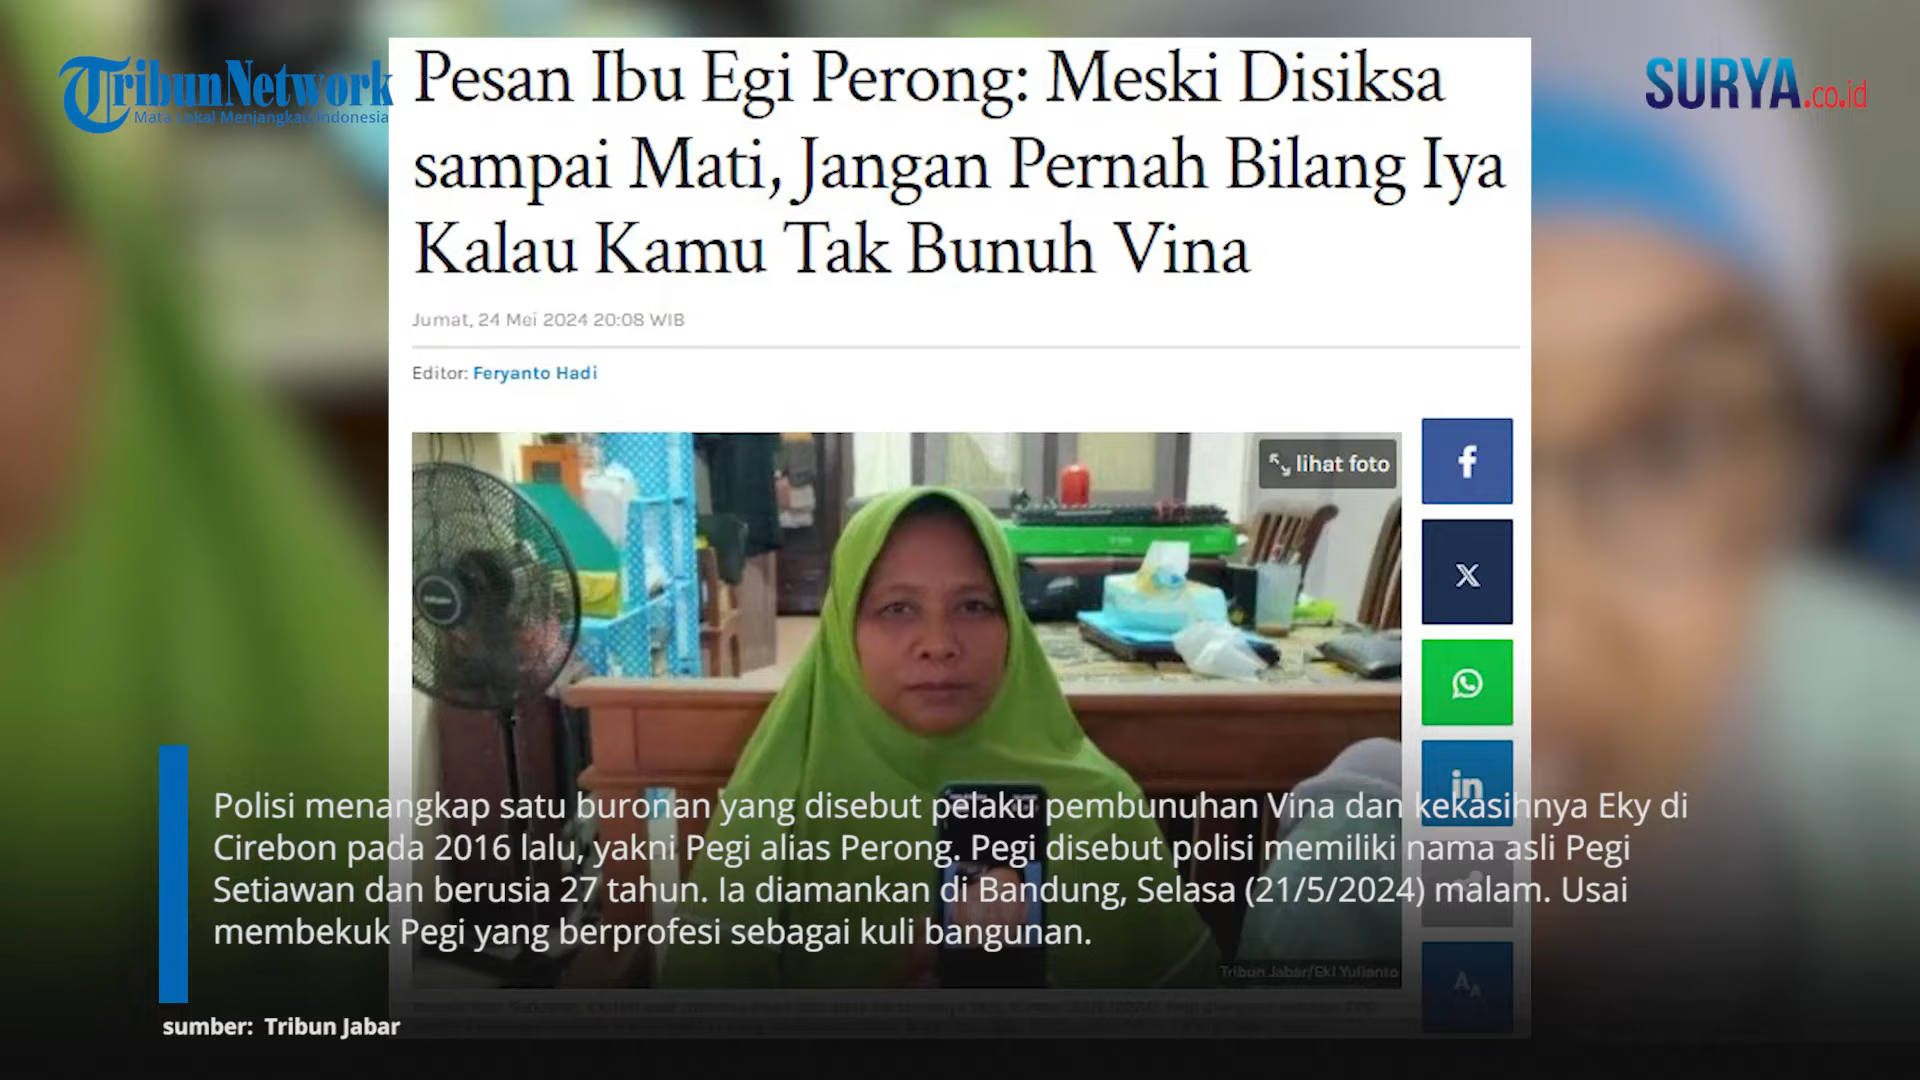 TribunNetwork
Mata Lokal Menjangkau Indonesia
SURYA.co.id
Pesan Ibu Egi Perong: Meski Disiksa
sampai Mati, Jangan Pernah Bilang Iya
Kalau Kamu Tak Bunuh Vina
Jumat, 24 Mei 2024 20:08 WIB
Editor: Feryanto Hadi
lihat foto
f
X
in
Polisi menangkap satu buronan yang disebut pelaku pembunuhan Vina dan kekasihnya Eky di
Cirebon pada 2016 lalu, yakni Pegi alias Perong. Pegi disebut polisi memiliki nama asli Pegi
Setiawan dan berusia 27 tahun. Ia diamankan di Bandung, Selasa (21/5/2024) malam. Usai
membekuk Pegi yang berprofesi sebagai kuli bangunan.
Tribun Jabar/Eki Yulianto
AA
sumber: Tribun Jabar